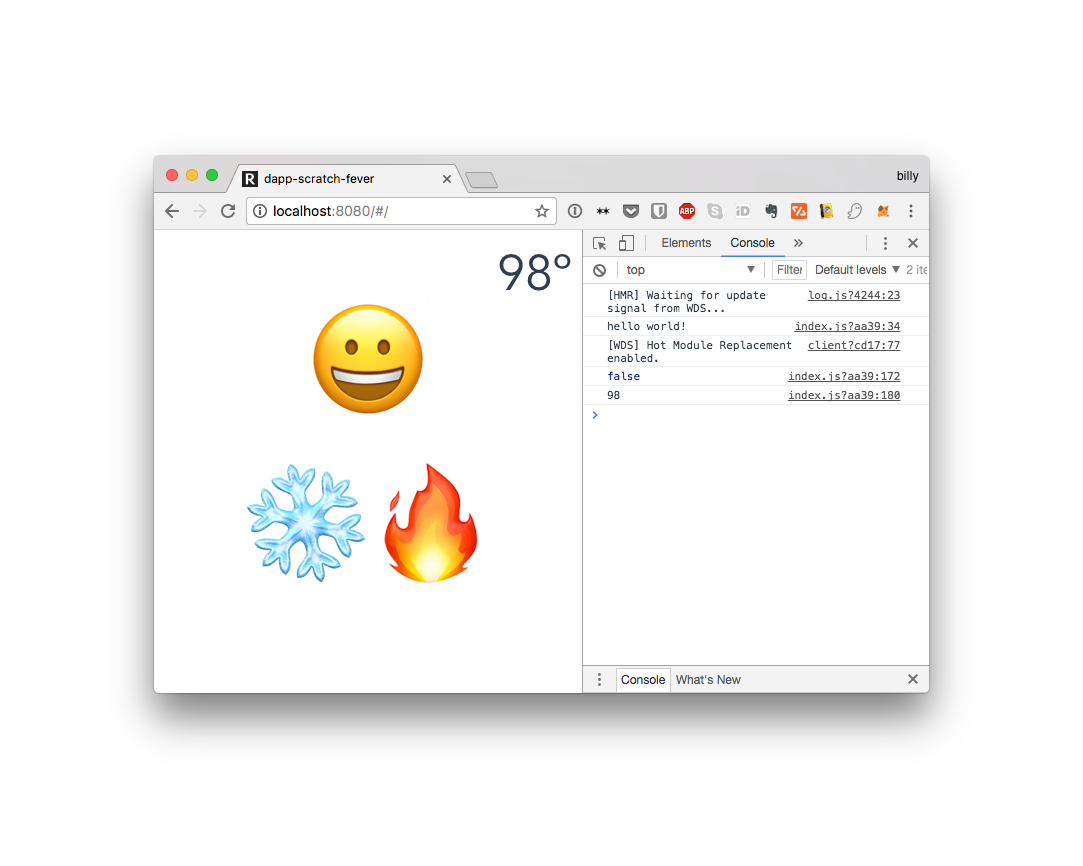 R dapp-scratch-fever
billy
localhost:8080/#/
ABP
iD
98°
Elements Console
top Filter Default levels 2 ite
[HMR] Waiting for update log.js?4244:23
signal from WDS...
hello world! index.js?aa39:34
[WDS] Hot Module Replacement client?cd17:77
enabled.
false index.js?aa39:172
98 index.js?aa39:180
Console What's New